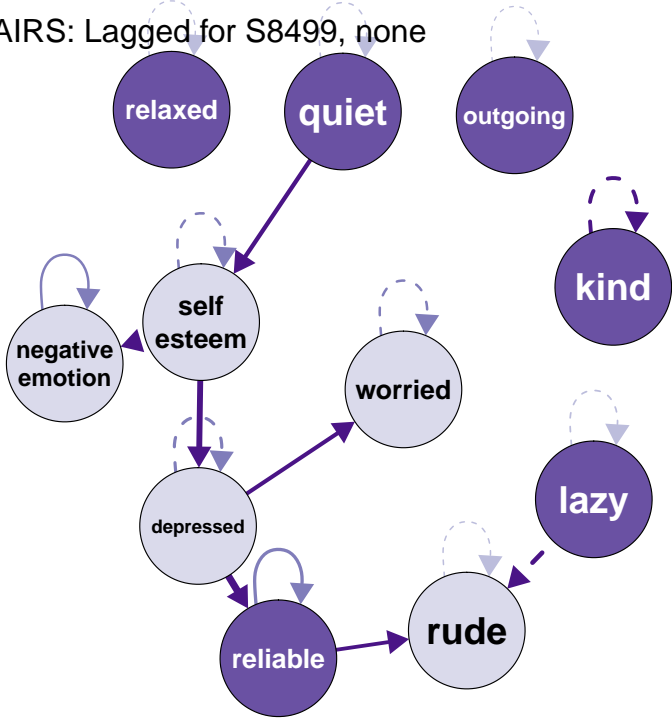 AIRS: Lagged for S8499, none
relaxed
quiet
outgoing
kind
self
esteem
negative
emotion
worried
lazy
depressed
rude
reliable